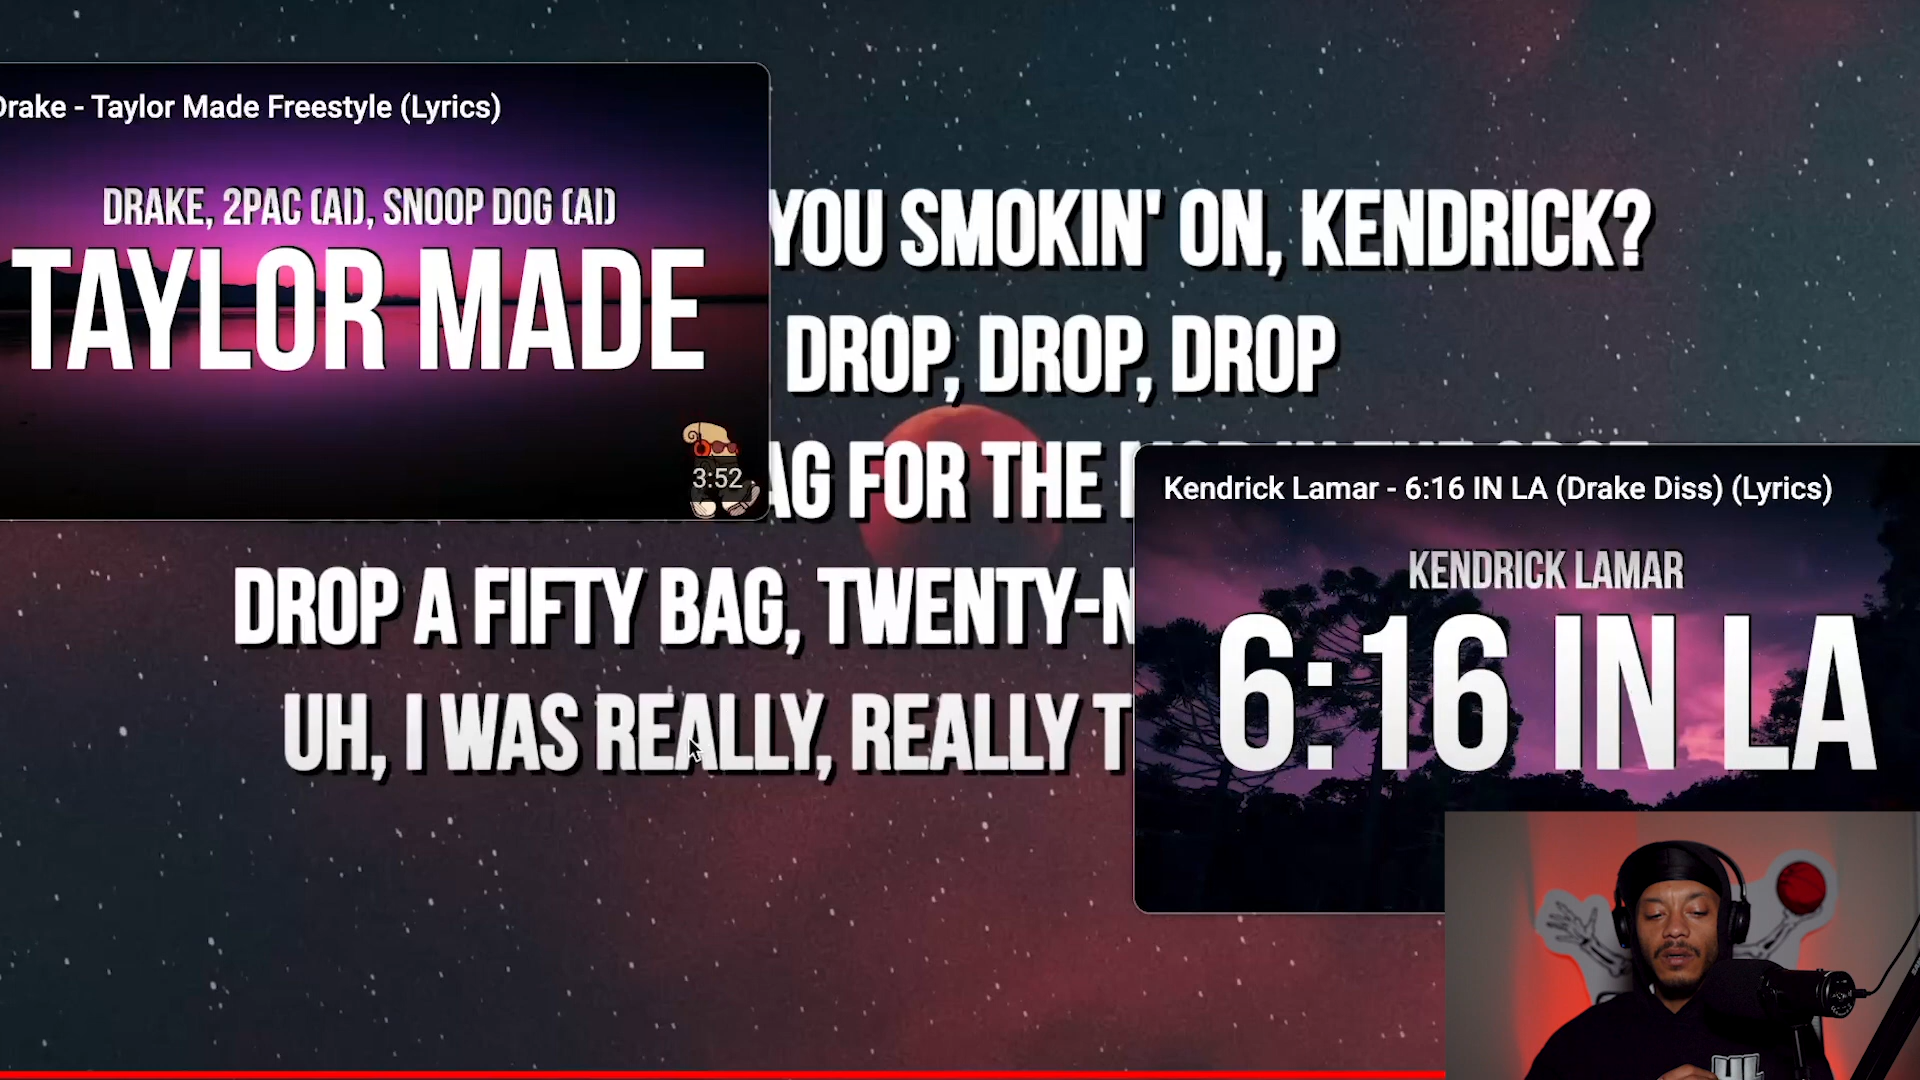 Drake - Taylor Made Freestyle (Lyrics)
DRAKE, 2PAC (AI), SNOOP DOG (AI)
TAYLOR MADE
3:52
YOU SMOKIN' ON, KENDRICK?
DROP, DROP, DROP
FOR THE
DROP A FIFTY BAG,
UH, I WAS REALLY, REALLY
Kendrick Lamar - 6:16 IN LA (Drake Diss) (Lyrics)
KENDRICK LAMAR
6:16 IN LA